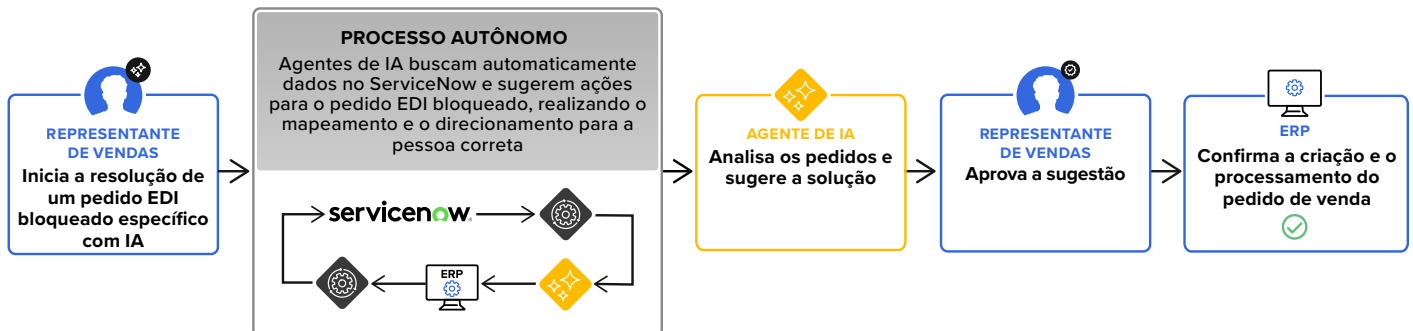 REPRESENTANTE
DE VENDAS
Inicia a resolução de
um pedido EDI
bloqueado específico
com IA
PROCESSO AUTÔNOMO
Agentes de IA buscam automaticamente
dados no ServiceNow e sugerem ações
para o pedido EDI bloqueado, realizando o
mapeamento e o direcionamento para a
pessoa correta
servicenow
ERP
AGENTE DE IA
Analisa os pedidos e
sugere a solução
REPRESENTANTE
DE VENDAS
Aprova a sugestão
ERP
Confirma a criação e o
processamento do
pedido de venda